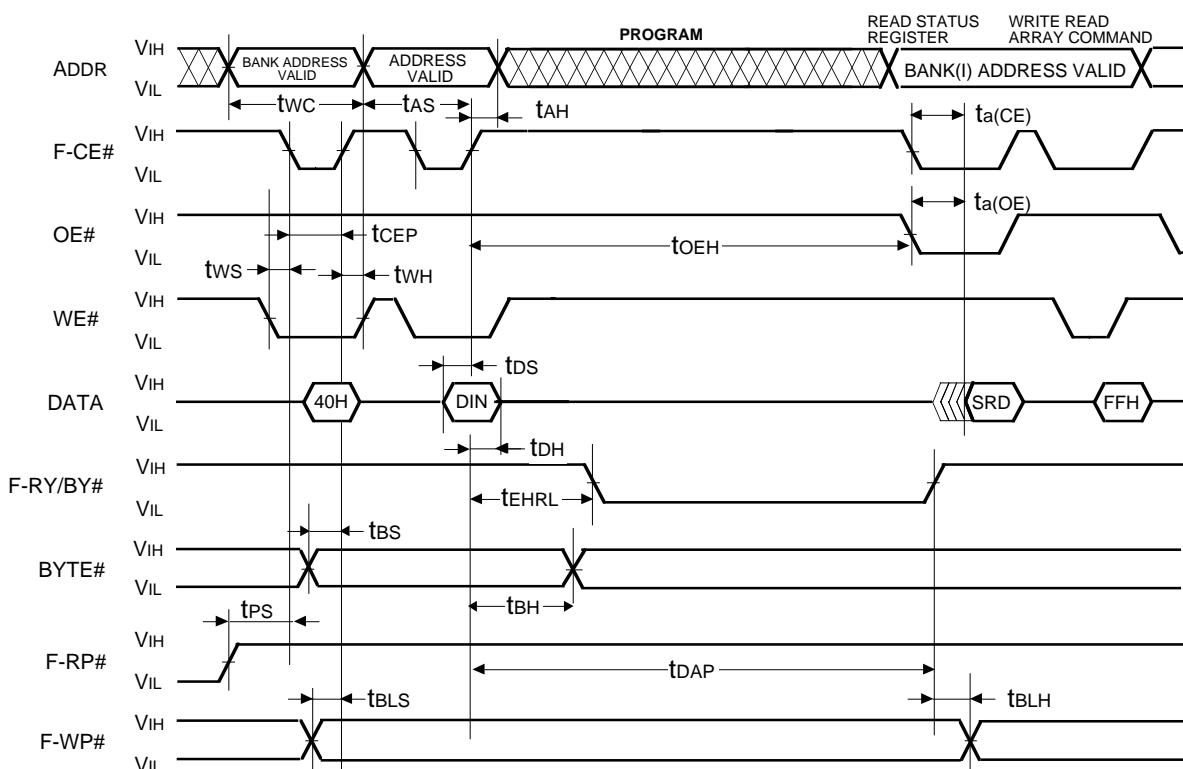 PROGRAM
READ STATUS REGISTER
WRITE READ ARRAY COMMAND
ADDR
VIH
VIL
BANK ADDRESS VALID
ADDRESS VALID
BANK(I) ADDRESS VALID
tWC
tAS
tAH
ta(CE)
F-CE#
VIH
VIL
ta(OE)
OE#
VIH
VIL
tCEP
tOEH
tWS
tWH
WE#
VIH
VIL
tDS
DATA
VIH
VIL
40H
DIN
SRD
FFH
tDH
F-RY/BY#
VIH
VIL
tEHRL
tBS
BYTE#
VIH
VIL
tBH
tPS
F-RP#
VIH
VIL
tDAP
tBLS
tBLH
F-WP#
VIH
VIL